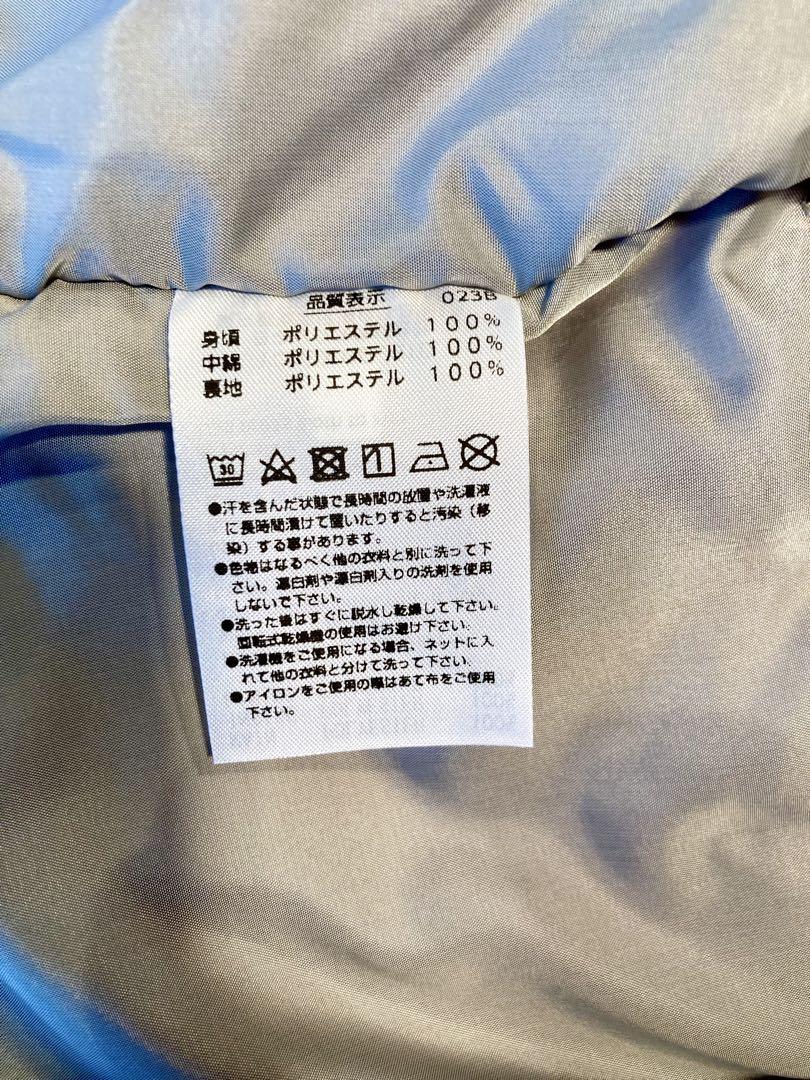 品質表示 023B
身頃 ポリエステル 100%
中綿 ポリエステル 100%
裏地 ポリエステル 100%
30
●汗を含んだ状態で長時間の放置や洗濯液
に長時間漬けて置いたりすると汚染（移
染）する事があります。
●色物はなるべく他の衣料と別に洗って下
さい。漂白剤や漂白剤入りの洗剤を使用
しないで下さい。
●洗った後はすぐに脱水し乾燥して下さい。
回転式乾燥機の使用はお避け下さい。
●洗濯機をご使用になる場合、ネットに入
れて他の衣料と分けて洗って下さい。
●アイロンをご使用の際はあて布をご使用
下さい。